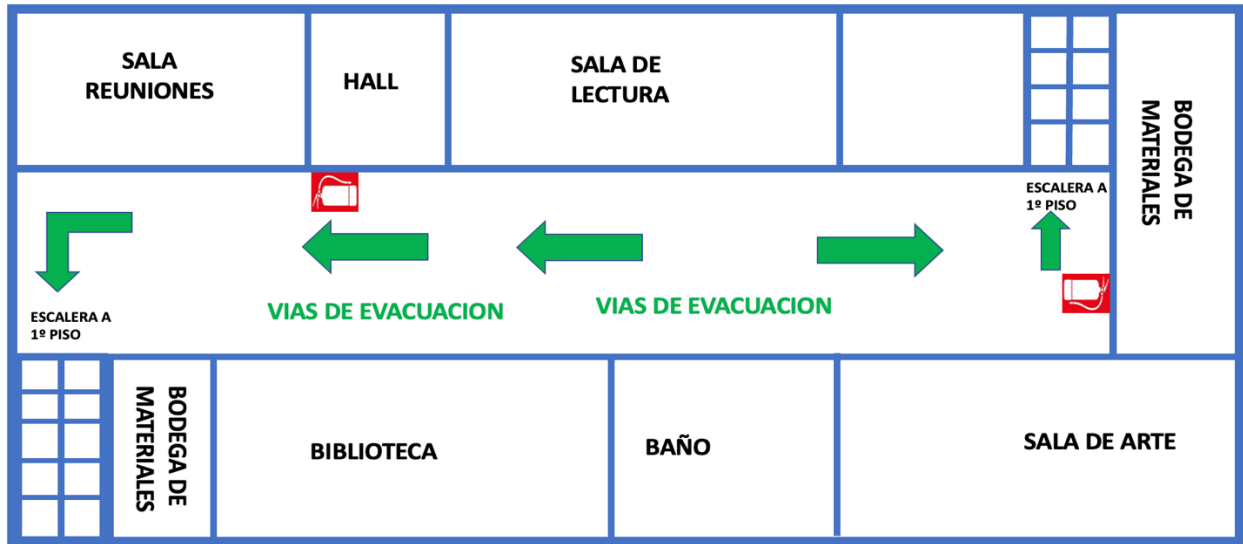 SALA
REUNIONES
HALL
SALA DE
LECTURA
BODEGA DE
MATERIALES
ESCALERA A
1º PISO
VIAS DE EVACUACION
VIAS DE EVACUACION
ESCALERA A
1º PISO
BODEGA DE
MATERIALES
BIBLIOTECA
BAÑO
SALA DE ARTE